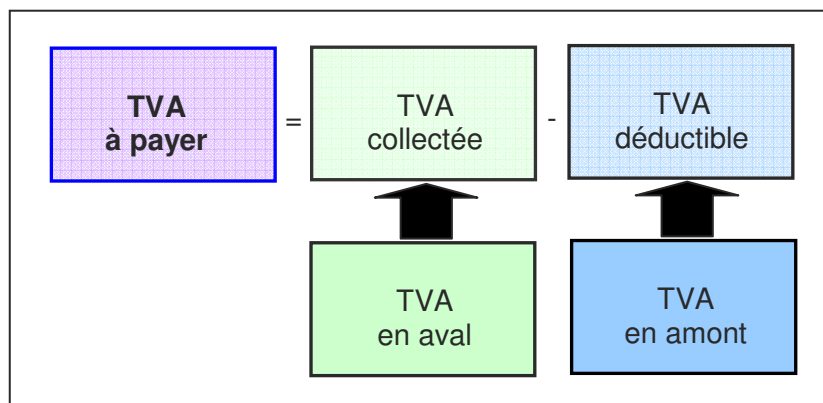 TVA
à payer
=
TVA
collectée
-
TVA
déductible
TVA
en aval
TVA
en amont